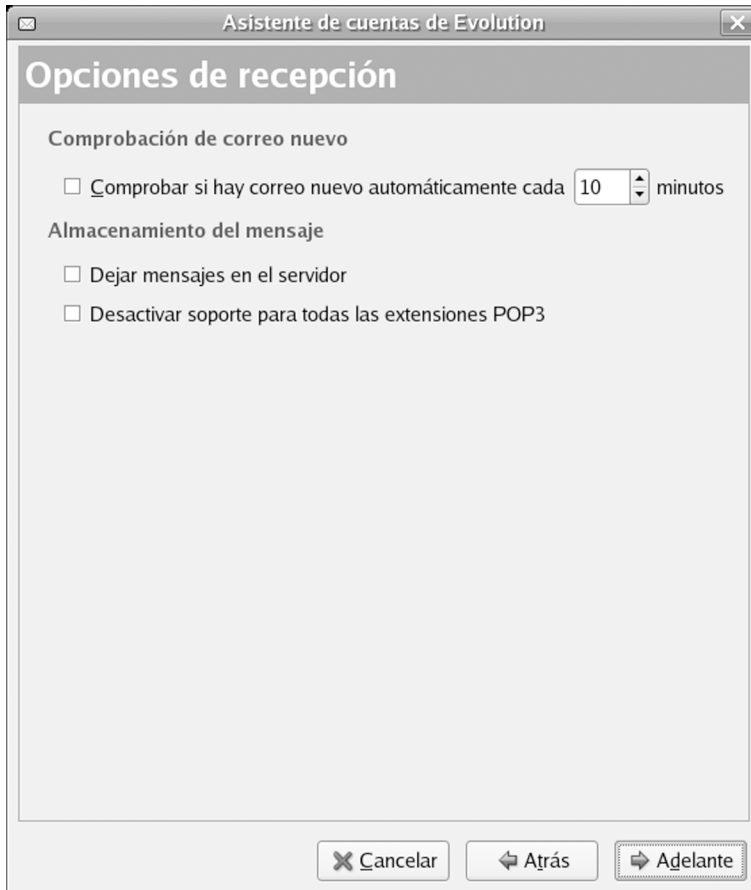 Asistente de cuentas de Evolution
Opciones de recepción
Comprobación de correo nuevo
Comprobar si hay correo nuevo automáticamente cada 10 minutos
Almacenamiento del mensaje
Dejar mensajes en el servidor
Desactivar soporte para todas las extensiones POP3
Cancelar Atrás Adelante